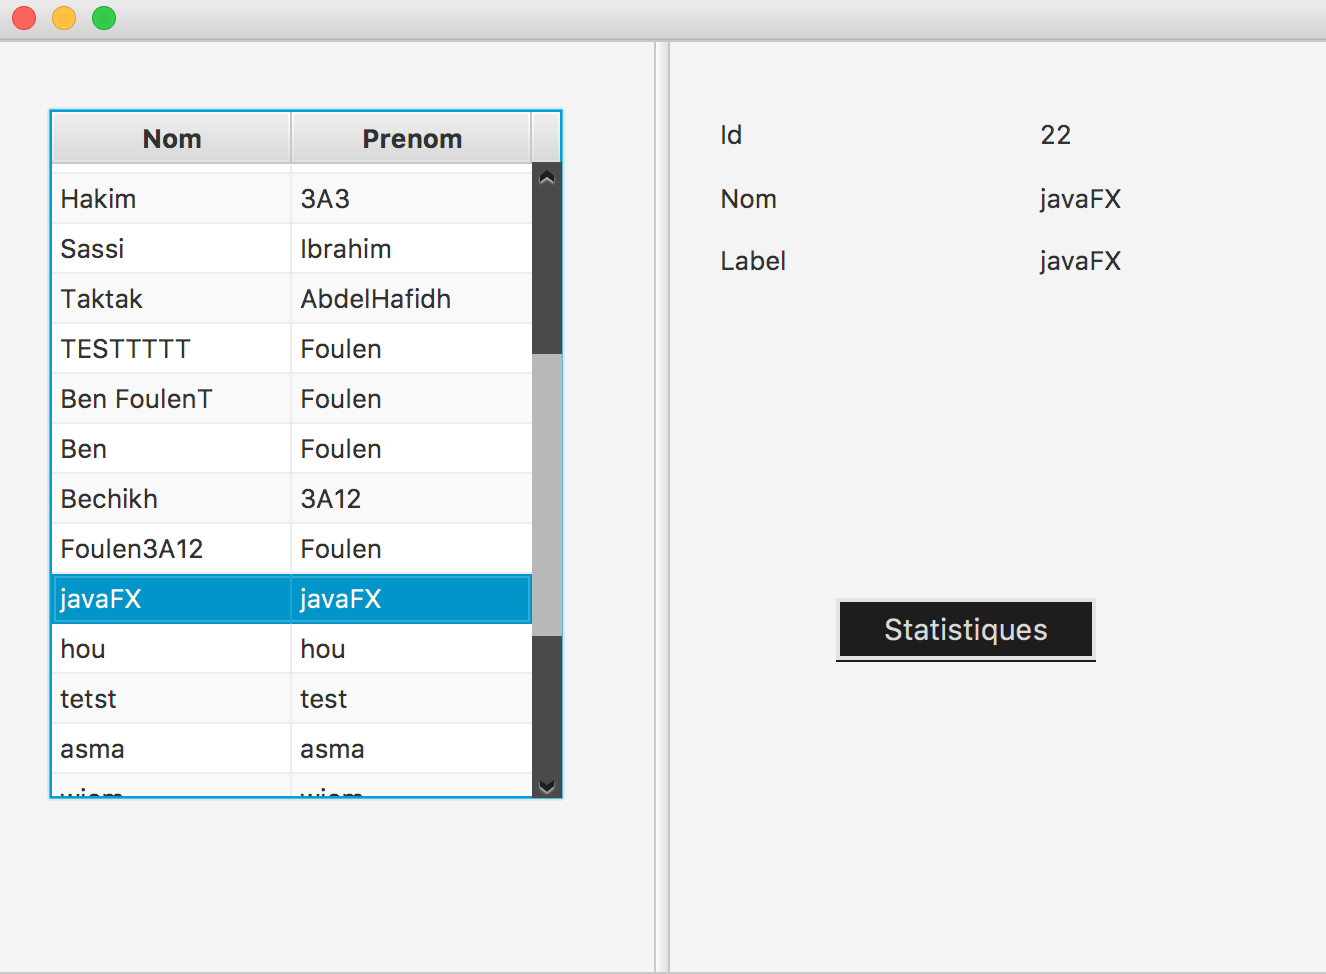 Nom Prenom
Hakim 3A3
Sassi Ibrahim
Taktak AbdelHafidh
TESTTTTT Foulen
Ben FoulenT Foulen
Ben Foulen
Bechikh 3A12
Foulen3A12 Foulen
javaFX javaFX
hou hou
tetst test
asma asma
Id 22
Nom javaFX
Label javaFX
Statistiques